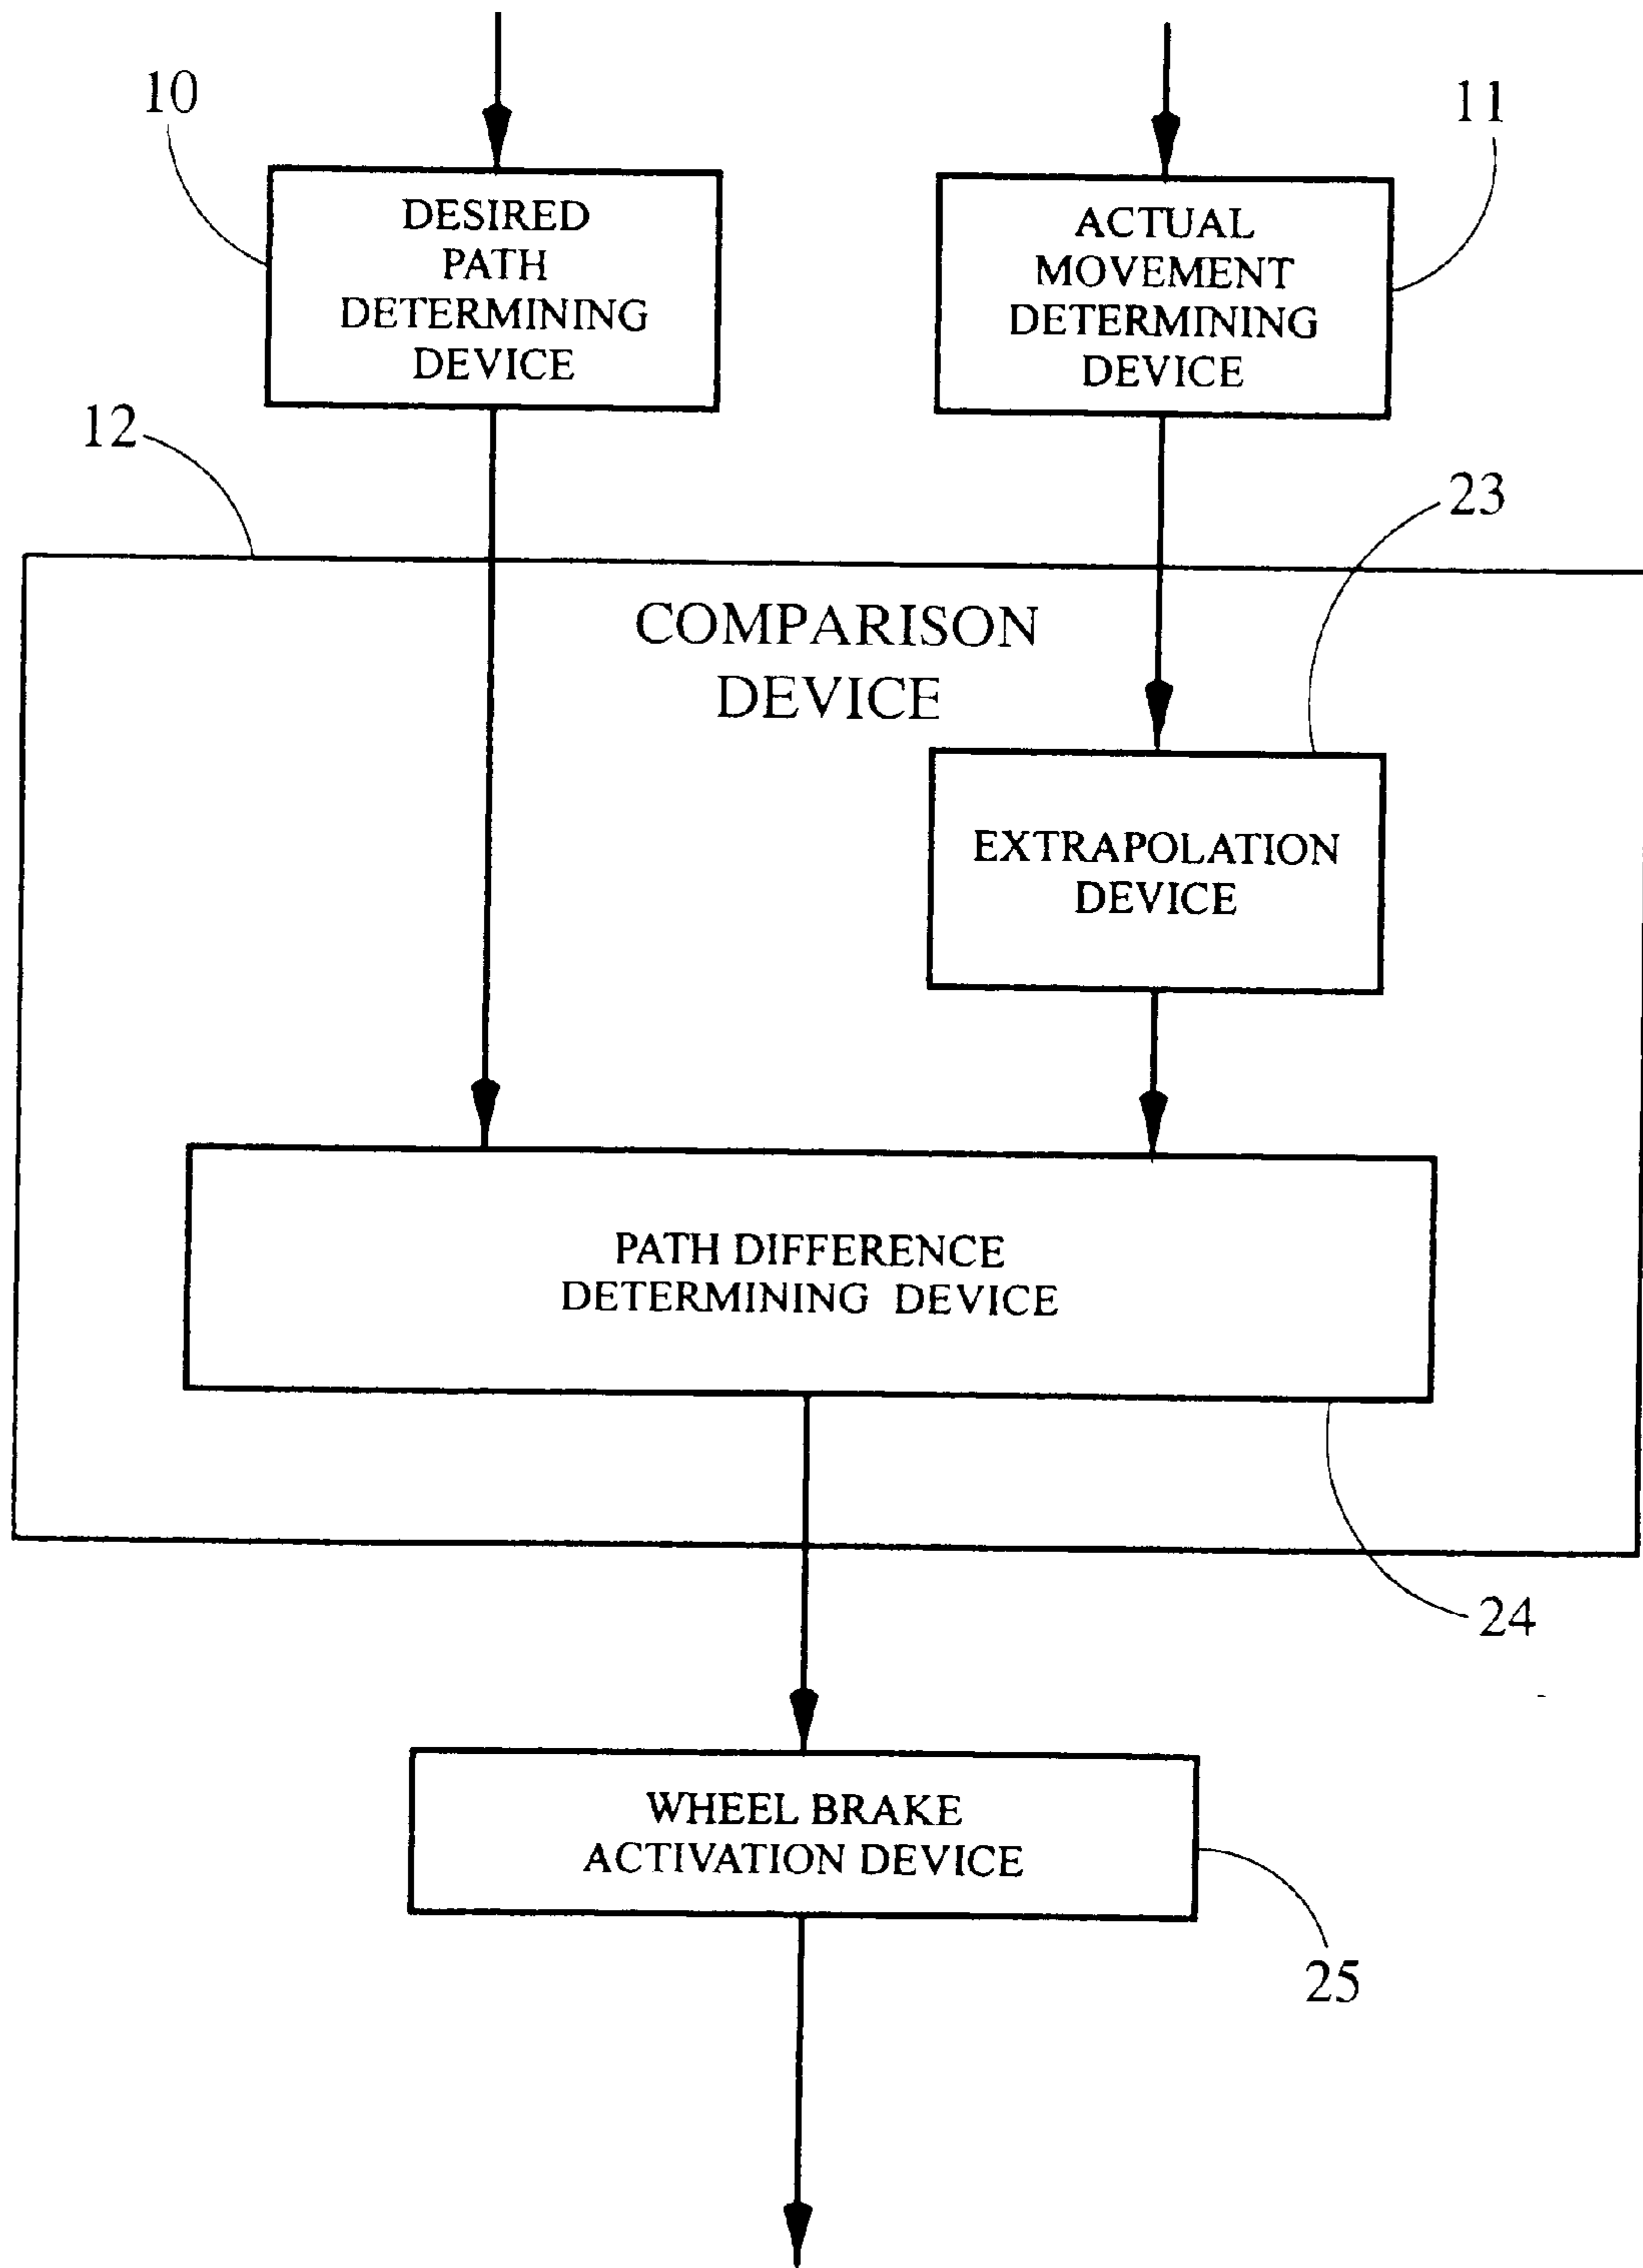 10
11
DESIRED
PATH
DETERMINING
DEVICE
ACTUAL
MOVEMENT
DETERMINING
DEVICE
12
23
COMPARISON
DEVICE
EXTRAPOLATION
DEVICE
PATH DIFFERENCE
DETERMINING DEVICE
24
WHEEL BRAKE
ACTIVATION DEVICE
25